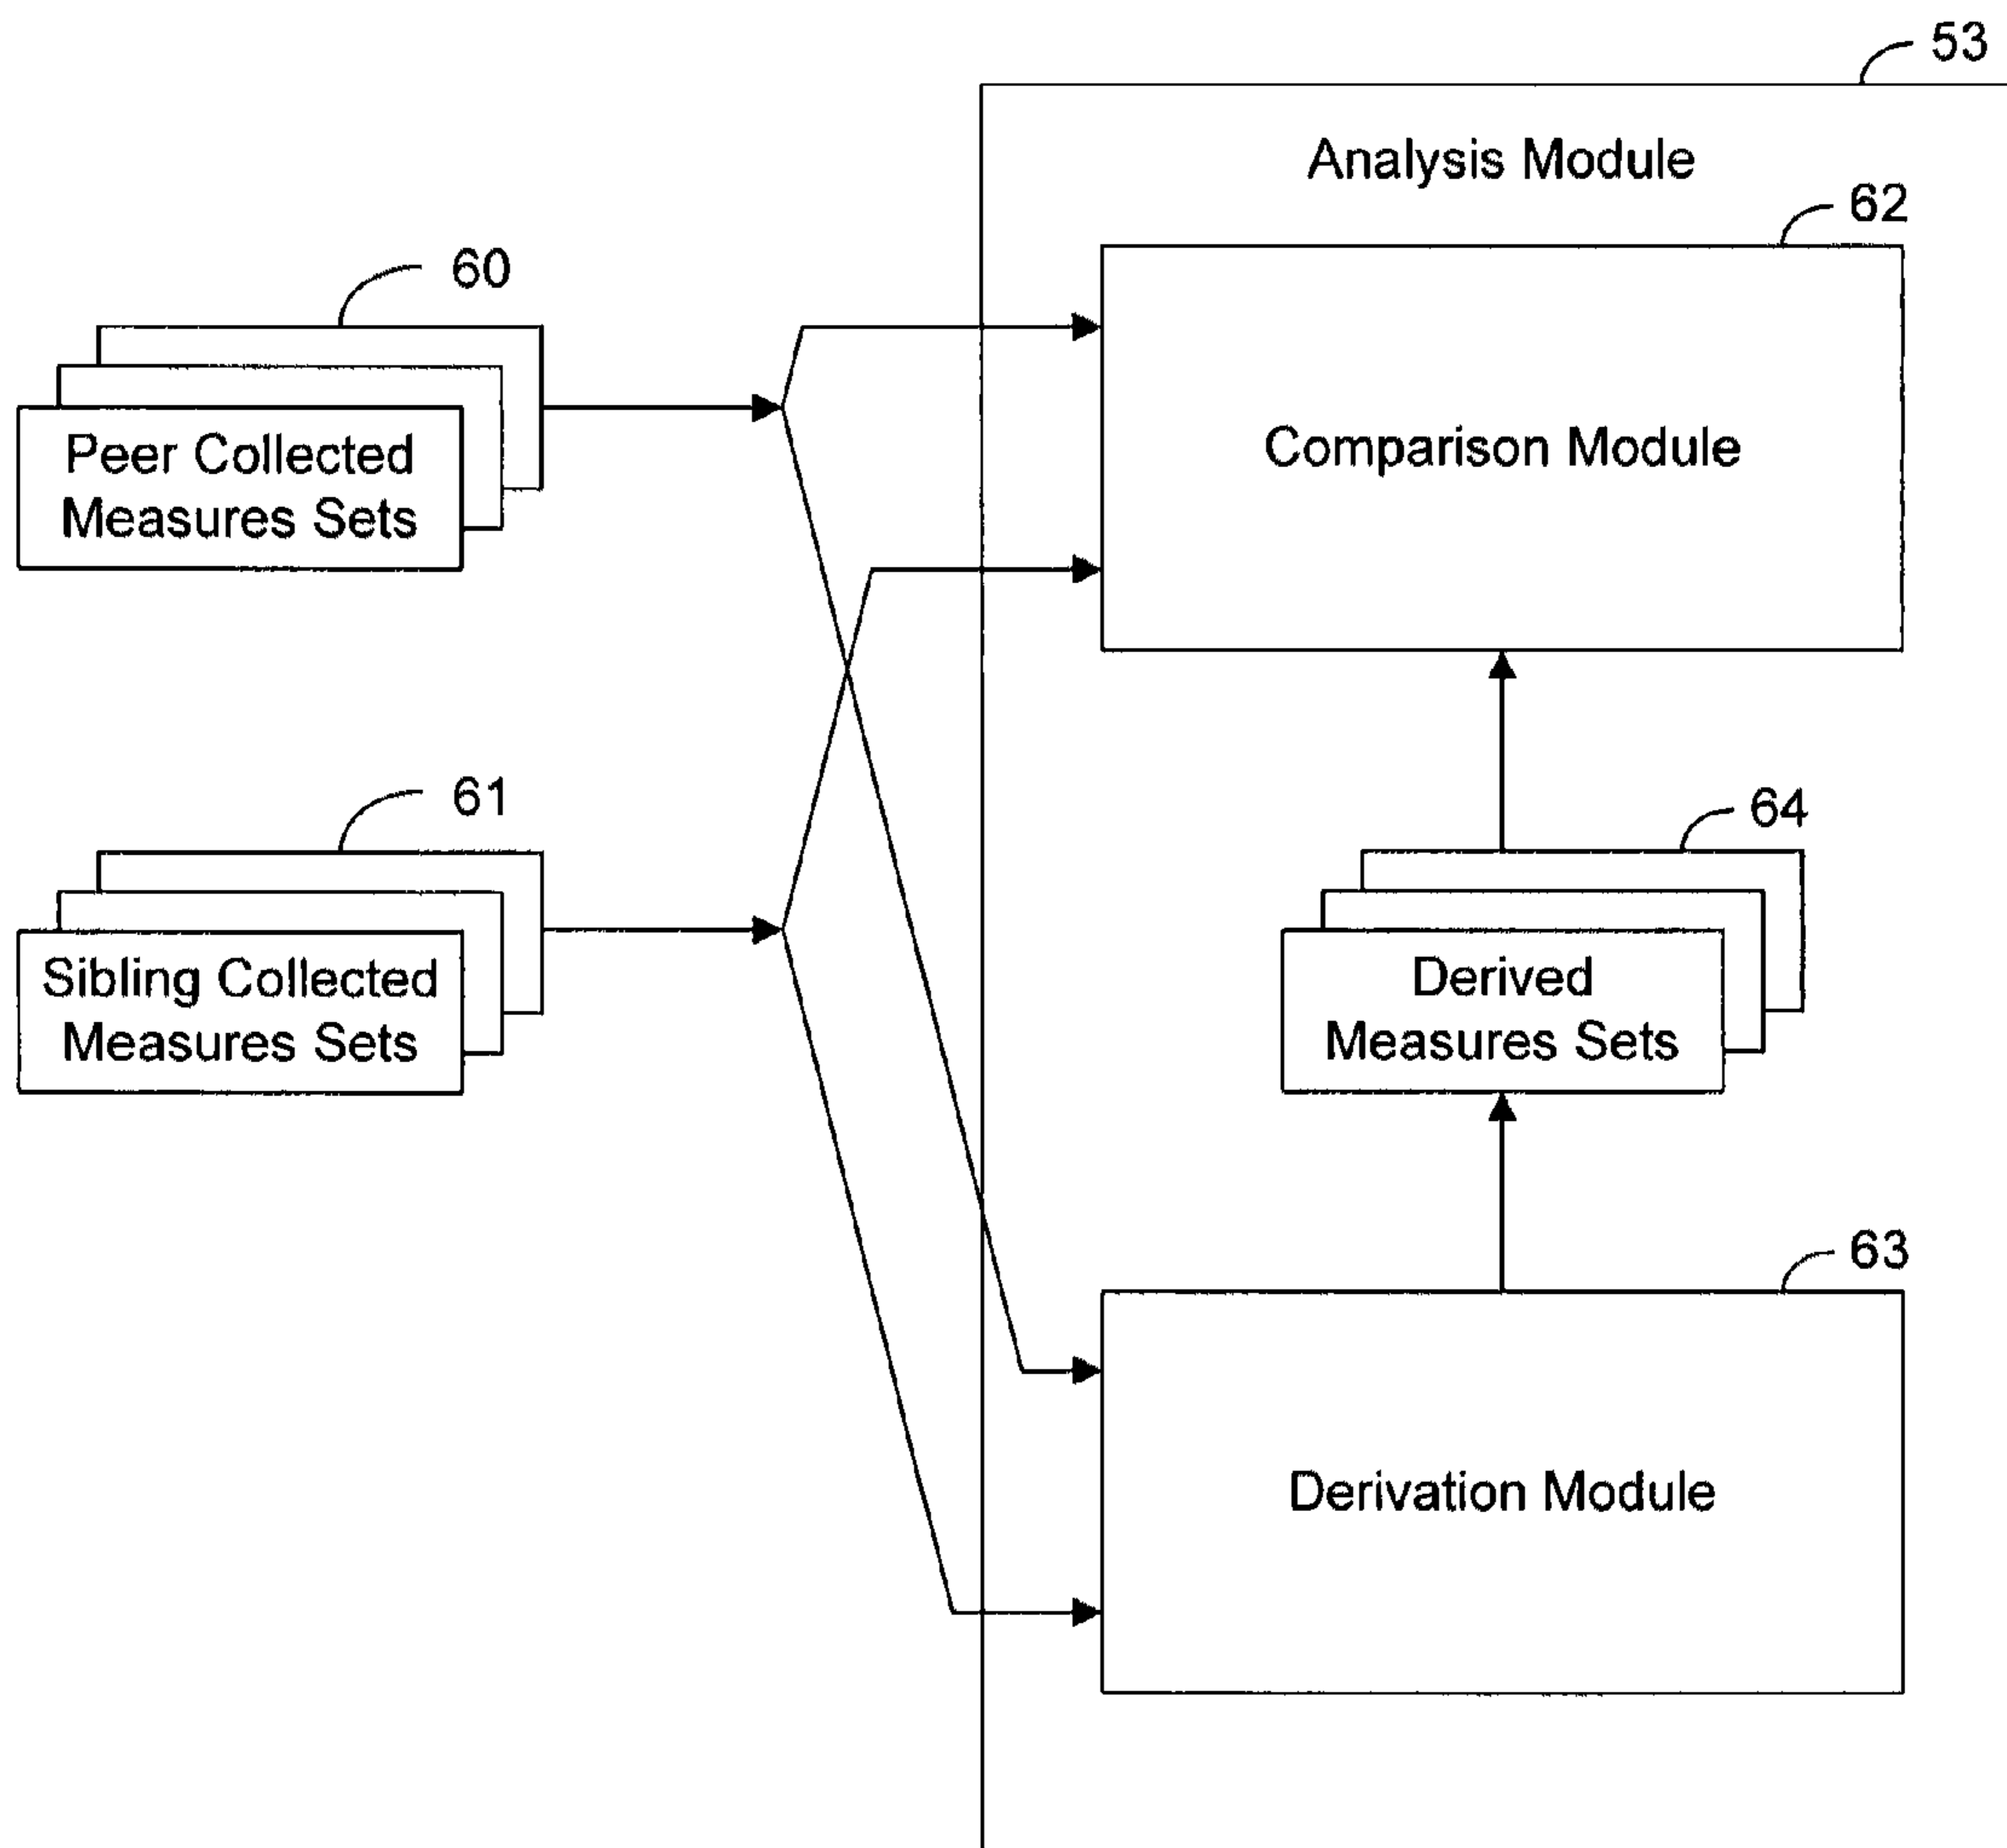 53
Analysis Module
62
60
Peer Collected
Measures Sets
Comparison Module
61
Sibling Collected
Measures Sets
64
Derived
Measures Sets
63
Derivation Module